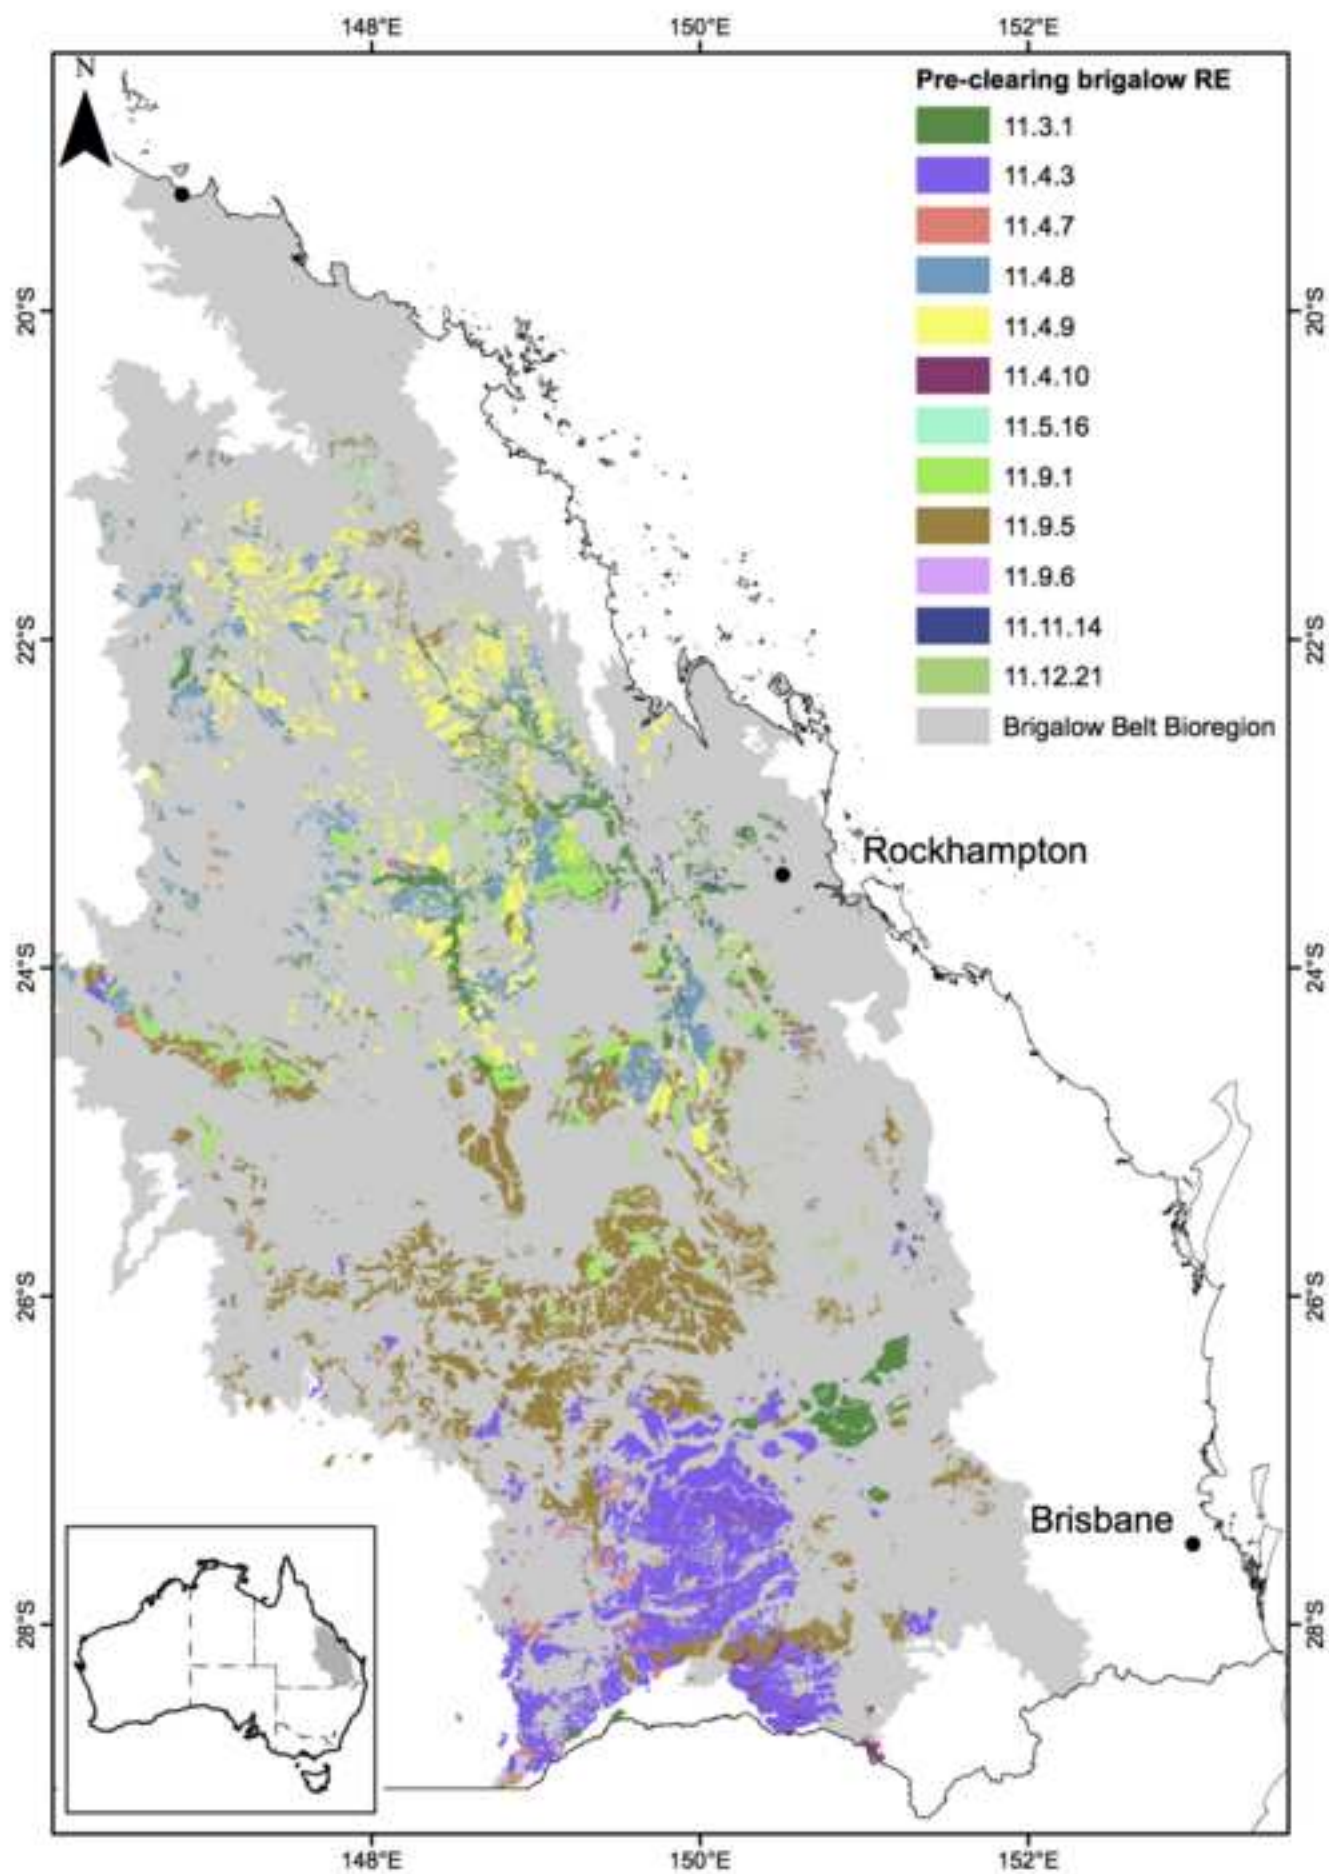 148°E 150°E 152°E
N
Pre-clearing brigalow RE
11.3.1
11.4.3
11.4.7
11.4.8
11.4.9
11.4.10
11.5.16
11.9.1
11.9.5
11.9.6
11.11.14
11.12.21
Brigalow Belt Bioregion
20°S 20°S
22°S 22°S
Rockhampton
24°S 24°S
26°S 26°S
Brisbane
28°S 28°S
148°E 150°E 152°E